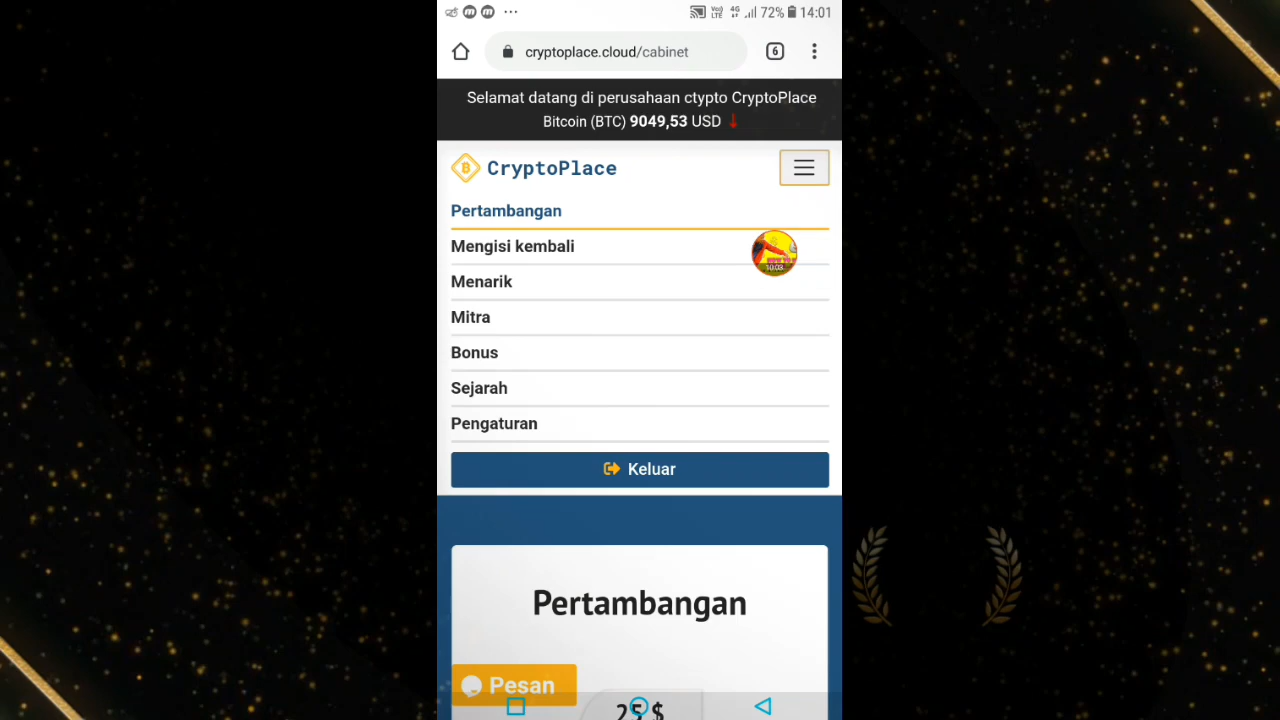 72% 14:01
cryptoplace.cloud/cabinet 6
Selamat datang di perusahaan ctypto CryptoPlace
Bitcoin (BTC) 9049,53 USD
CryptoPlace
Pertambangan
Mengisi kembali
Menarik
Mitra
Bonus
Sejarah
Pengaturan
Keluar
Pertambangan
Pesan
25 $